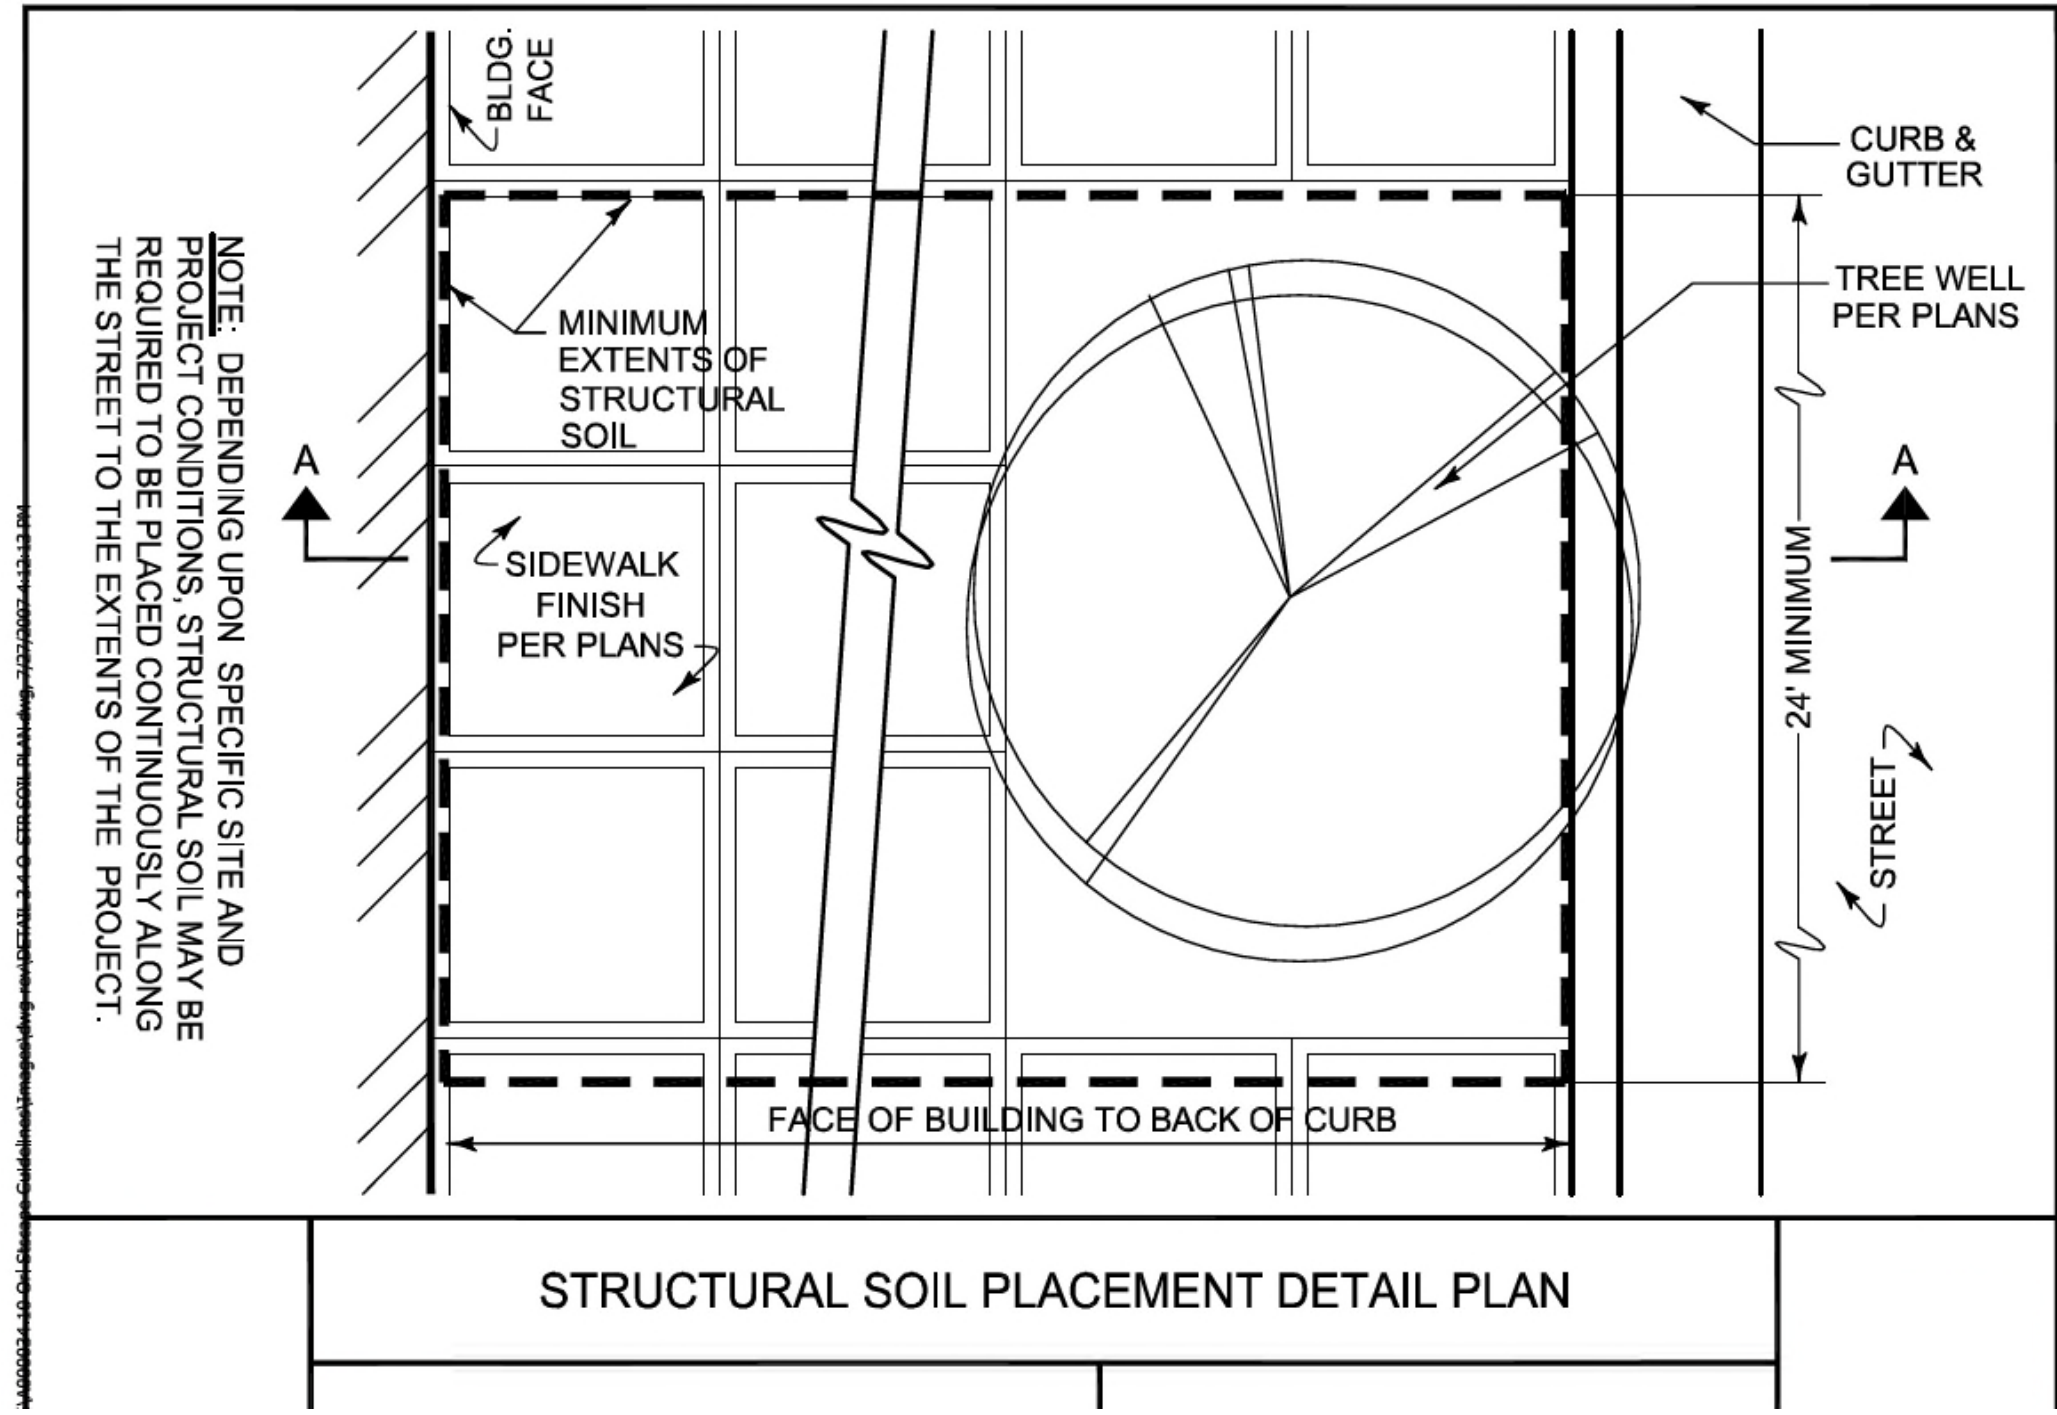 BLDG.
FACE
CURB &
GUTTER
TREE WELL
PER PLANS
MINIMUM
EXTENTS OF
STRUCTURAL
SOIL
A
A
SIDEWALK
FINISH
PER PLANS
24' MINIMUM
STREET
NOTE: DEPENDING UPON SPECIFIC SITE AND
PROJECT CONDITIONS, STRUCTURAL SOIL MAY BE
REQUIRED TO BE PLACED CONTINUOUSLY ALONG
THE STREET TO THE EXTENTS OF THE PROJECT.
FACE OF BUILDING TO BACK OF CURB
STRUCTURAL SOIL PLACEMENT DETAIL PLAN